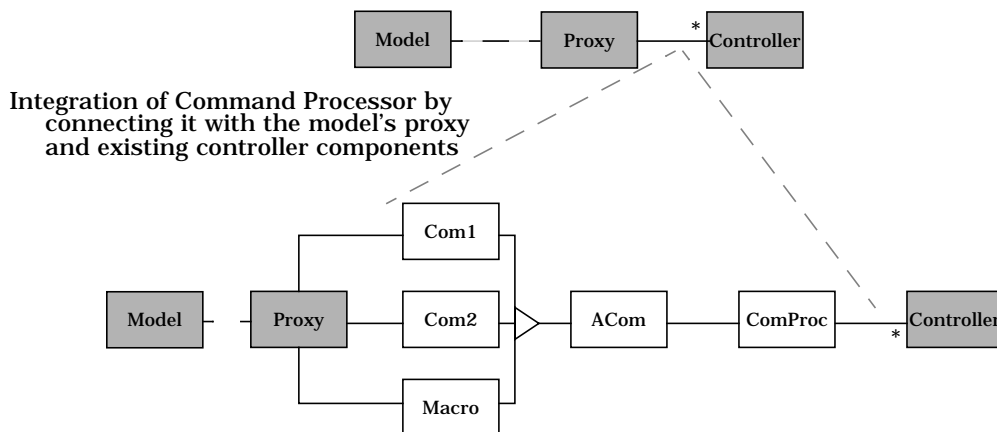 Model
Proxy
*
Controller
Integration of Command Processor by
connecting it with the model's proxy
and existing controller components
Com1
Model
Proxy
Com2
ACom
ComProc
*
Controller
Macro